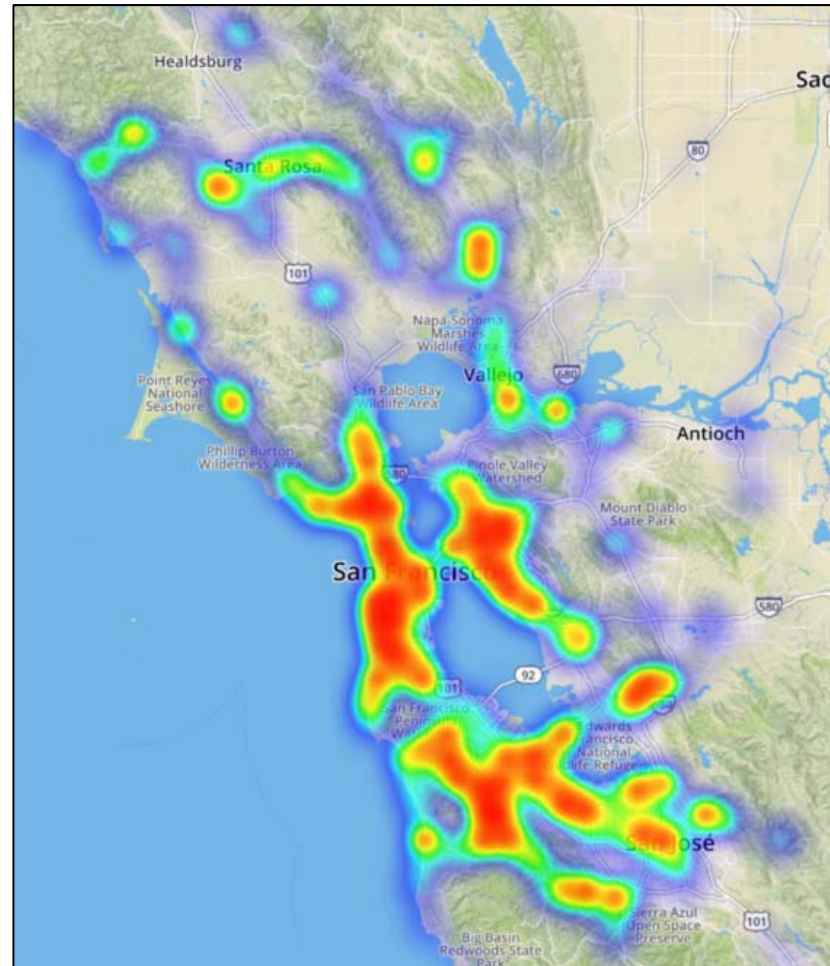 Healdsburg
Sac
80
Santa Rosa
101
Napa-Sonoma
Marshes
Wildlife Area
680
Point Reyes
National
Seashore
San Pablo Bay
Wildlife Area
Vallejo
Antioch
Phillip Burton
Wilderness Area
80
Pinole Valley
Watershed
Mount Diablo
State Park
San Francisco
580
92
101
San Francisco
Peninsula
Edwards
National
San José
Sierra Azul
Open Space
Preserve
101
Big Basin
Redwoods State
Park